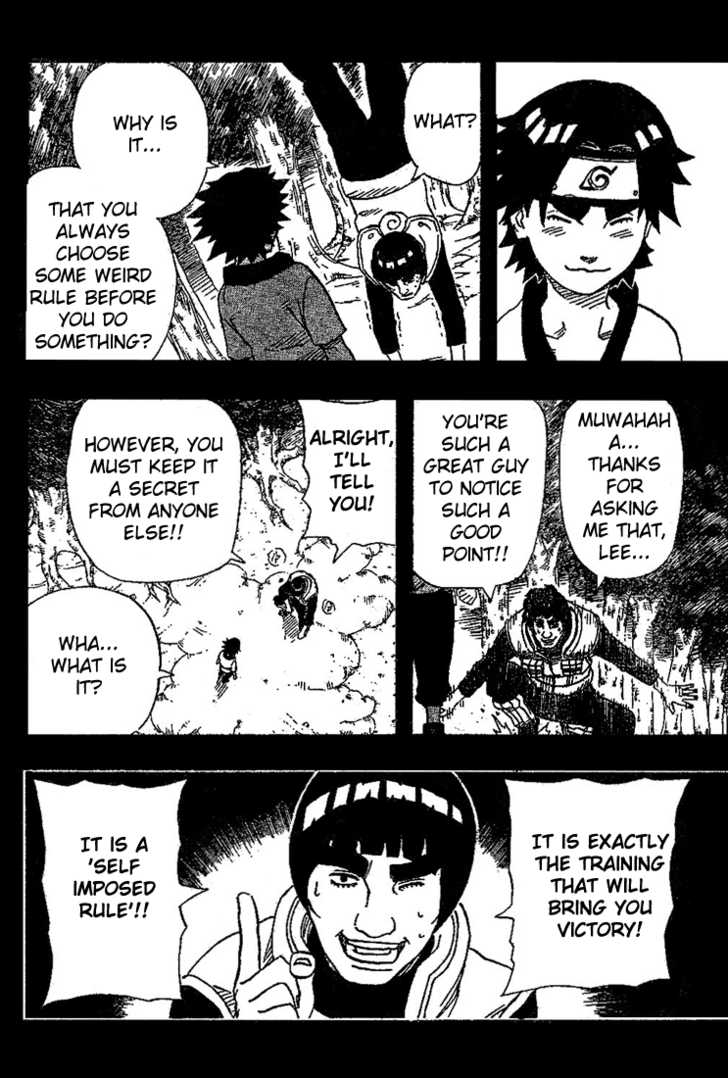 WHAT?
WHY IS
IT...
THAT YOU
ALWAYS
CHOOSE
SOME WEIRD
RULE BEFORE
YOU DO
SOMETHING?
MUWAHAH
A...
THANKS
FOR
ASKING
ME THAT,
LEE...
YOU'RE
SUCH A
GREAT GUY
TO NOTICE
SUCH A
GOOD
POINT!!
ALRIGHT,
I'LL
TELL
YOU!
HOWEVER, YOU
MUST KEEP IT
A SECRET
FROM ANYONE
ELSE!!
WHA...
WHAT IS
IT?
IT IS EXACTLY
THE TRAINING
THAT WILL
BRING YOU
VICTORY!
IT IS A
'SELF
IMPOSED
RULE'!!